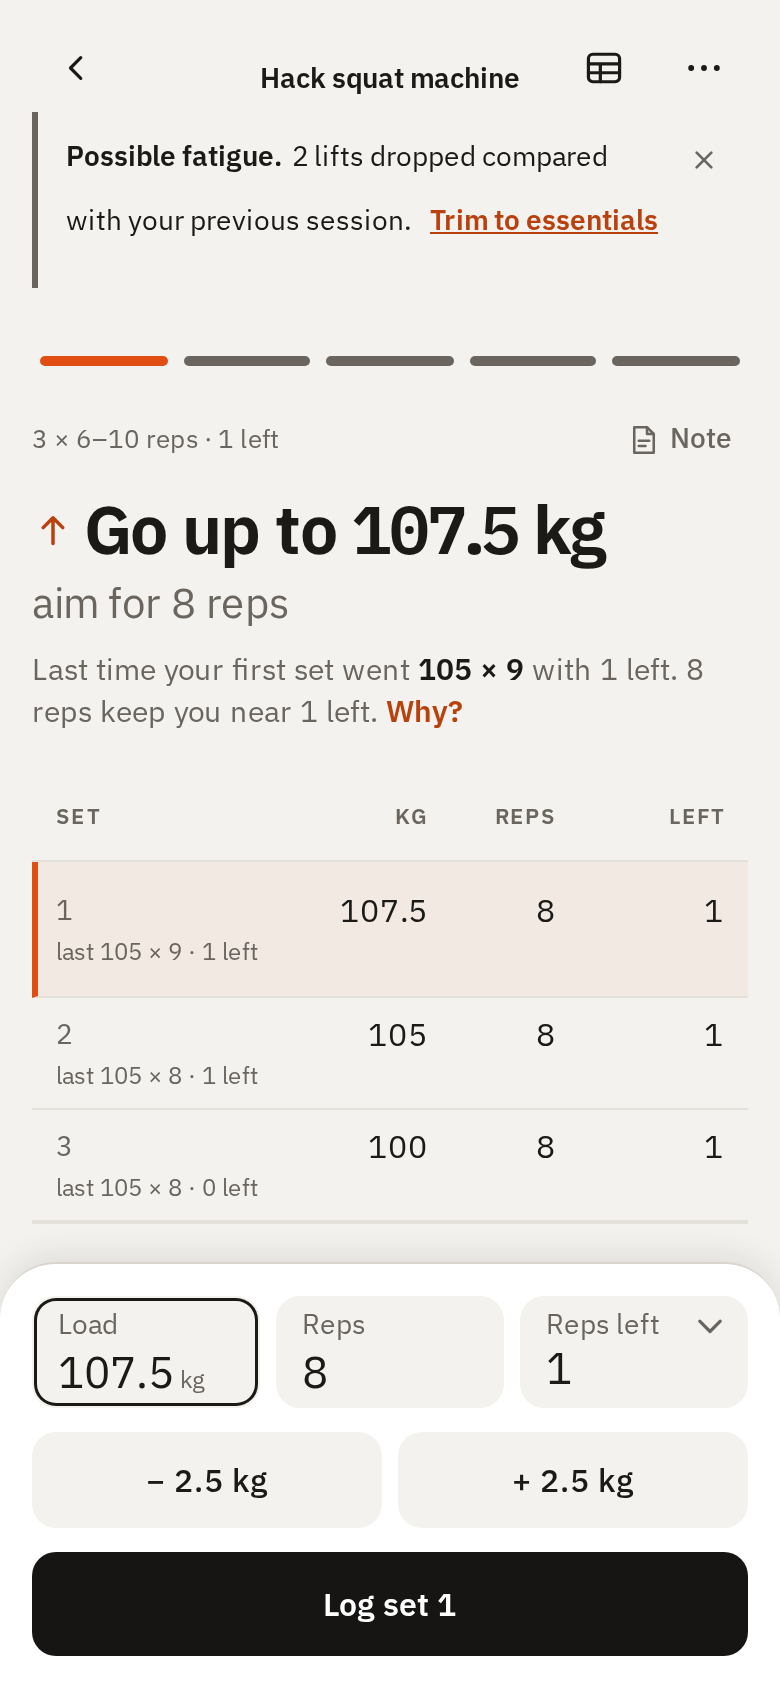 Hack squat machine
Possible fatigue. 2 lifts dropped compared
with your previous session. Trim to essentials
3 × 6–10 reps · 1 left
Note
Go up to 107.5 kg
aim for 8 reps
Last time your first set went 105 × 9 with 1 left. 8
reps keep you near 1 left. Why?
SET KG REPS LEFT
1 107.5 8 1
last 105 × 9 · 1 left
2 105 8 1
last 105 × 8 · 1 left
3 100 8 1
last 105 × 8 · 0 left
Load Reps Reps left
107.5 kg 8 1
− 2.5 kg + 2.5 kg
Log set 1